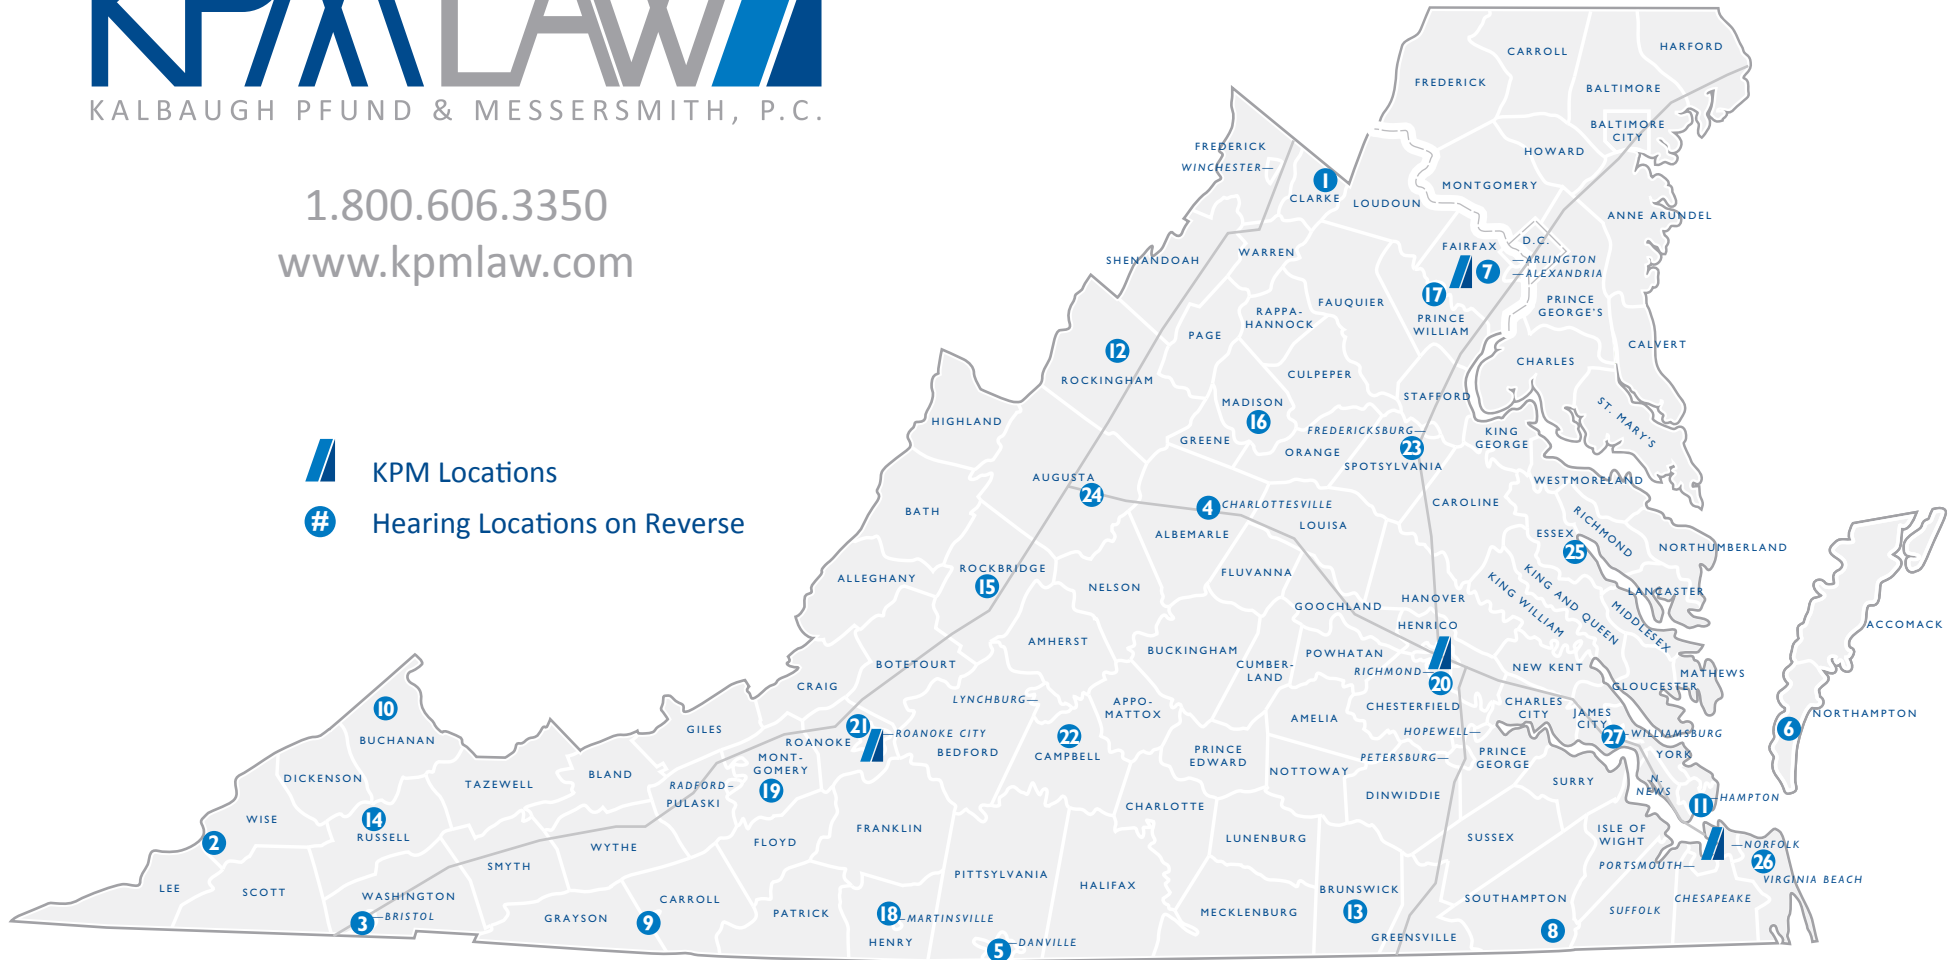 KPM LAW
KALBAUGH PFUND & MESSERSMITH, P.C.
1.800.606.3350
www.kpmlaw.com
KPM Locations
# Hearing Locations on Reverse
CARROLL
HARFORD
FREDERICK
BALTIMORE
BALTIMORE
CITY
HOWARD
MONTGOMERY
ANNE ARUNDEL
D.C.
PRINCE
GEORGE'S
CALVERT
CHARLES
ST. MARY'S
FREDERICK
WINCHESTER—
1
CLARKE
LOUDOUN
FAIRFAX
7
—ARLINGTON
—ALEXANDRIA
17
PRINCE
WILLIAM
SHENANDOAH
WARREN
FAUQUIER
RAPPA-
HANNOCK
PAGE
12
ROCKINGHAM
CULPEPER
MADISON
16
STAFFORD
HIGHLAND
GREENE
FREDERICKSBURG—
23
ORANGE
SPOTSYLVANIA
KING
GEORGE
AUGUSTA
24
WESTMORELAND
BATH
4
CHARLOTTESVILLE
ALBEMARLE
LOUISA
CAROLINE
ESSEX
25
RICHMOND
NORTHUMBERLAND
ALLEGHANY
ROCKBRIDGE
15
NELSON
FLUVANNA
GOOCHLAND
HANOVER
KING WILLIAM
KING AND QUEEN
LANCASTER
MIDDLESEX
ACCOMACK
HENRICO
AMHERST
BUCKINGHAM
CUMBER-
LAND
POWHATAN
RICHMOND—
20
NEW KENT
MATHEWS
GLOUCESTER
BOTETOURT
CRAIG
LYNCHBURG—
APPO-
MATTOX
AMELIA
CHESTERFIELD
CHARLES
CITY
JAMES
CITY
27
—WILLIAMSBURG
NORTHAMPTON
6
10
BUCHANAN
GILES
21
ROANOKE
—ROANOKE CITY
BEDFORD
22
CAMPBELL
HOPEWELL—
PETERSBURG—
PRINCE
GEORGE
YORK
PRINCE
EDWARD
NOTTOWAY
DICKENSON
TAZEWELL
BLAND
MONT-
GOMERY
19
RADFORD–
PULASKI
SURRY
N.
NEWS
11
—HAMPTON
DINWIDDIE
CHARLOTTE
WISE
14
RUSSELL
2
FRANKLIN
FLOYD
WYTHE
LUNENBURG
SUSSEX
ISLE OF
WIGHT
—NORFOLK
26
PORTSMOUTH—
VIRGINIA BEACH
SMYTH
LEE
SCOTT
WASHINGTON
3
—BRISTOL
GRAYSON
9
CARROLL
PATRICK
18
—MARTINSVILLE
HENRY
PITTSYLVANIA
HALIFAX
5
—DANVILLE
MECKLENBURG
BRUNSWICK
13
GREENSVILLE
SOUTHAMPTON
8
SUFFOLK
CHESAPEAKE